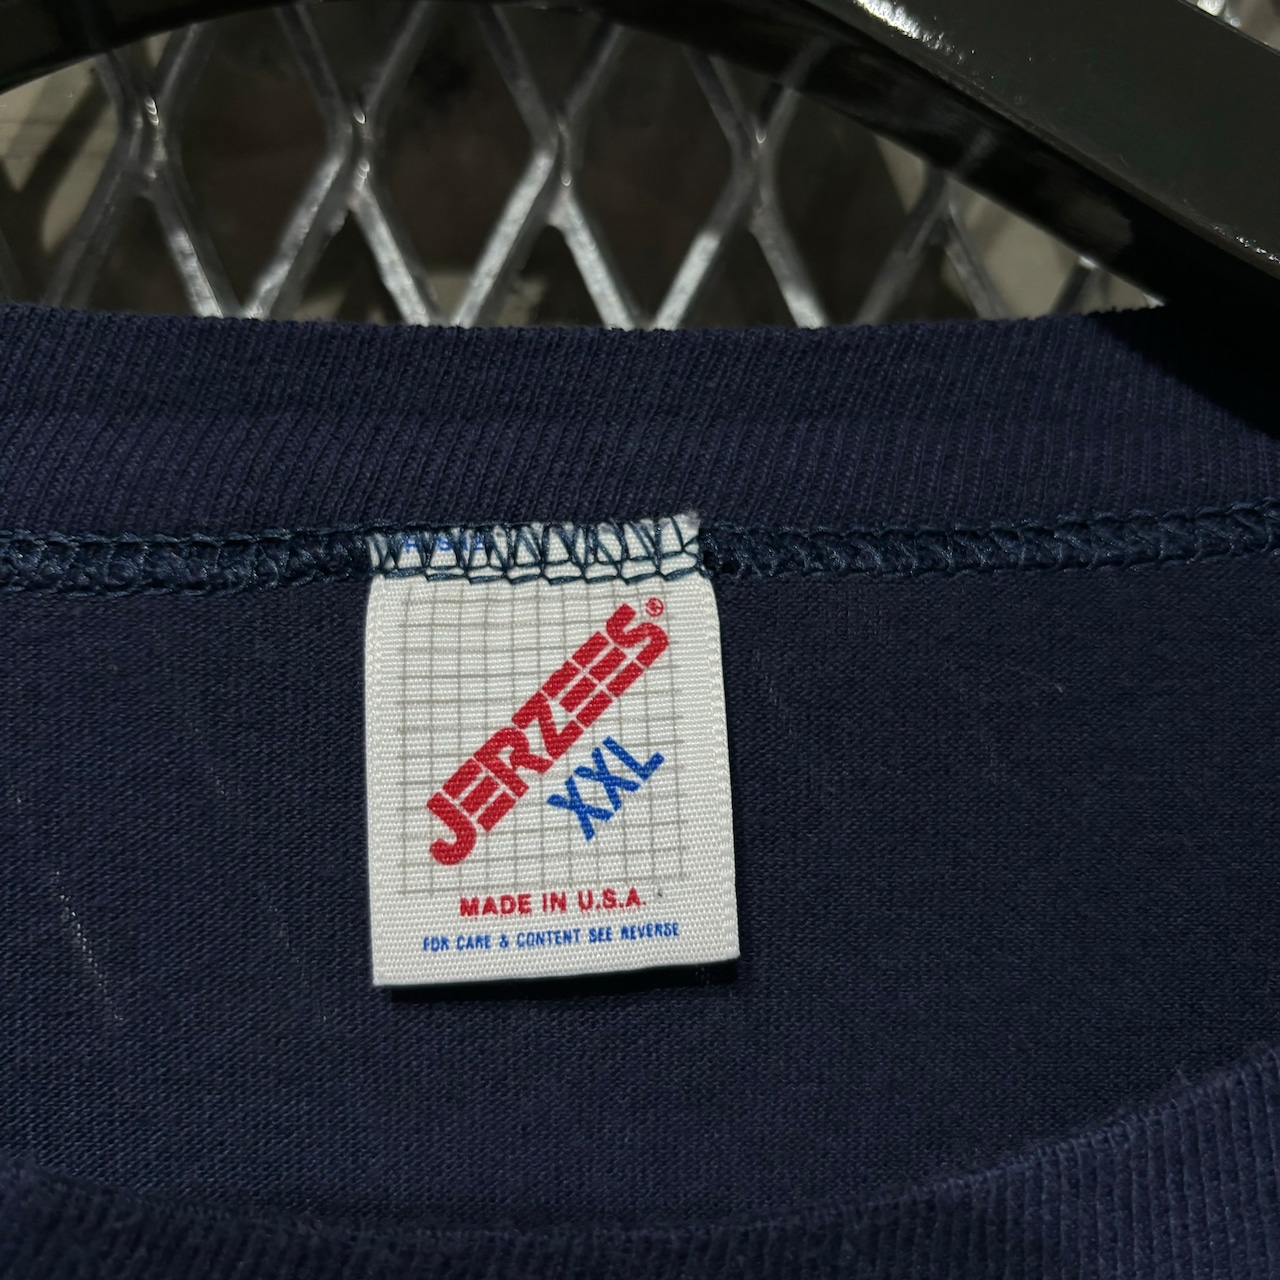 JERZEES®
XXL
MADE IN U.S.A.
FOR CARE & CONTENT SEE REVERSE